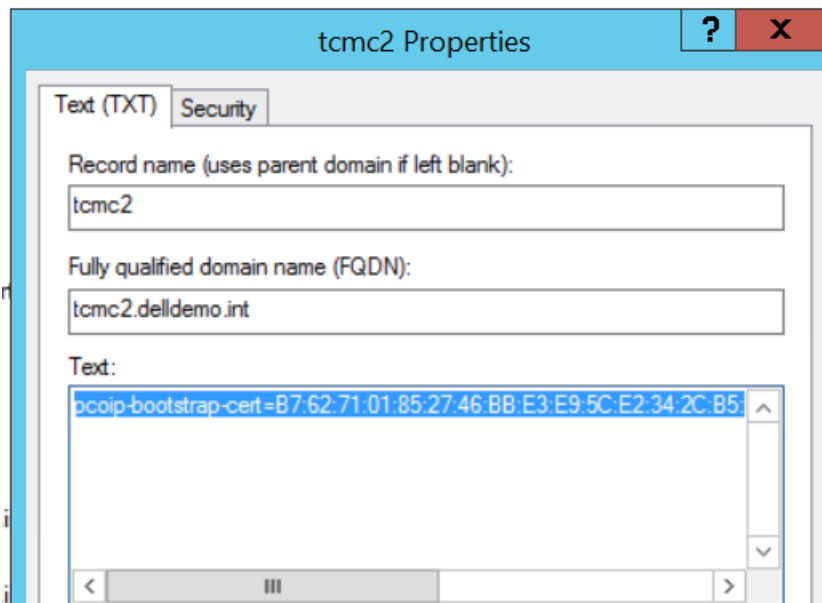 tcmc2 Properties
?
X
Text (TXT)
Security
Record name (uses parent domain if left blank):
tcmc2
Fully qualified domain name (FQDN):
tcmc2.delldemo.int
Text:
pcoip-bootstrap-cert=B7:62:71:01:85:27:46:BB:E3:E9:5C:E2:34:2C:B5: